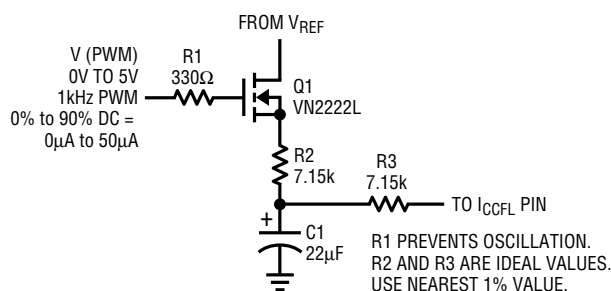 FROM VREF
V (PWM)
0V TO 5V
1kHz PWM
0% to 90% DC =
0µA to 50µA
R1
330Ω
Q1
VN2222L
R2
7.15k
R3
7.15k
TO ICCFL PIN
+
C1
22µF
R1 PREVENTS OSCILLATION.
R2 AND R3 ARE IDEAL VALUES.
USE NEAREST 1% VALUE.